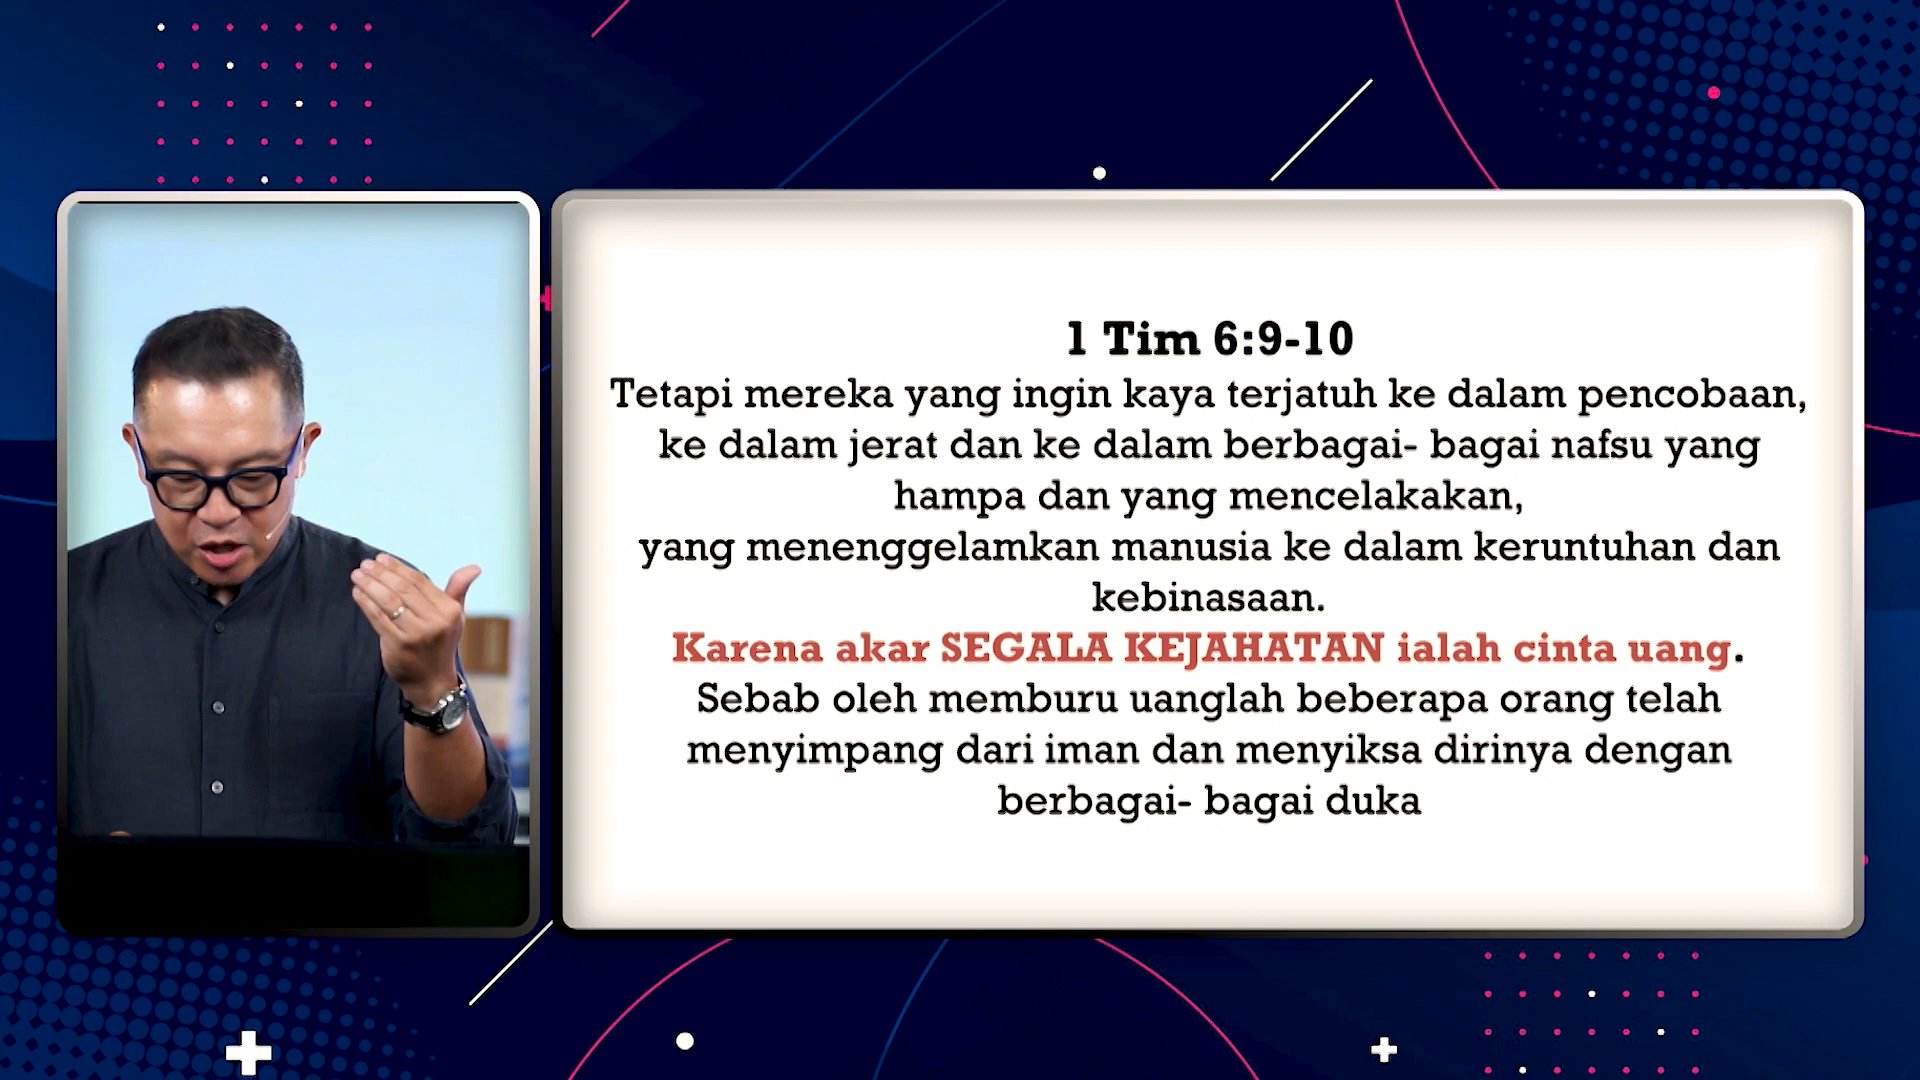 1 Tim 6:9-10
Tetapi mereka yang ingin kaya terjatuh ke dalam pencobaan,
ke dalam jerat dan ke dalam berbagai- bagai nafsu yang
hampa dan yang mencelakakan,
yang menenggelamkan manusia ke dalam keruntuhan dan
kebinasaan.
Karena akar SEGALA KEJAHATAN ialah cinta uang.
Sebab oleh memburu uanglah beberapa orang telah
menyimpang dari iman dan menyiksa dirinya dengan
berbagai- bagai duka